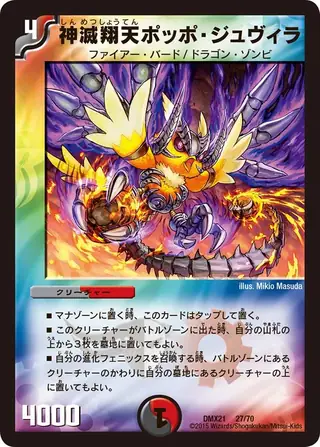 4
しんめつしょうてん
神滅翔天ポッポ・ジュヴィラ
ファイアー・バード / ドラゴン・ゾンビ
illus. Mikio Masuda
クリーチャー
■マナゾーンに置く時、このカードはタップして置く。
■このクリーチャーがバトルゾーンに出た時、自分の山札の
上から3枚を墓地に置いてもよい。
■自分の進化フェニックスを召喚する時、バトルゾーンにある
クリーチャーのかわりに自分の墓地にあるクリーチャーの上
に置いてもよい。
4000
DMX21 27/70
©2015 Wizards/Shogakukan/Mitsui-Kids